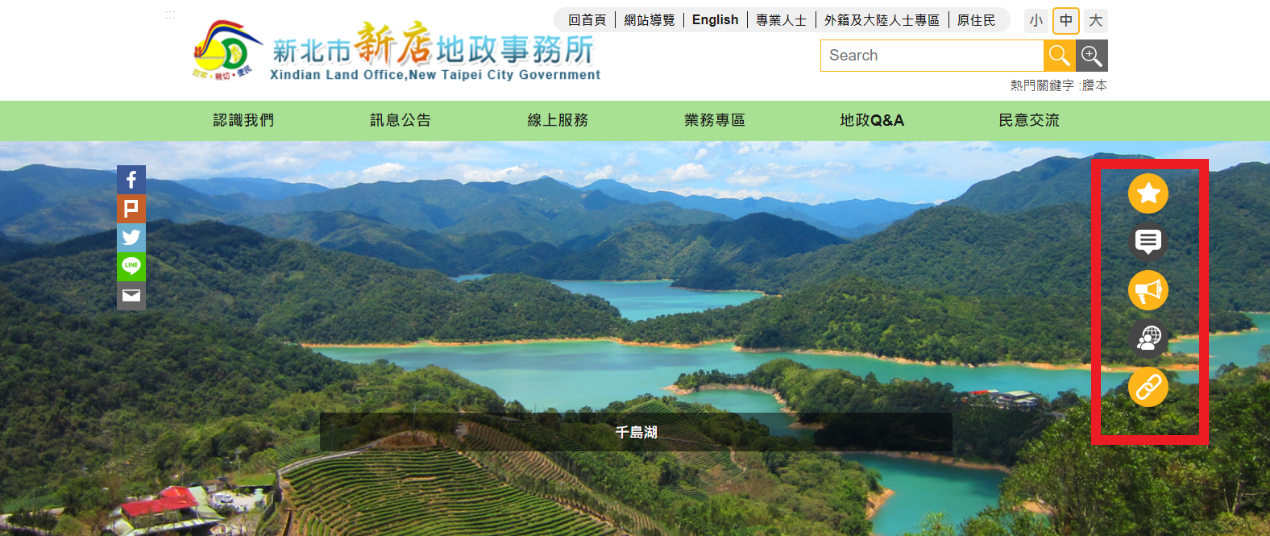 :::
回首頁 | 網站導覽 | English | 專業人士 | 外籍及大陸人士專區 | 原住民
小 中 大
新北市新店地政事務所
Xindian Land Office,New Taipei City Government
Search
熱門關鍵字 :謄本
認識我們 訊息公告 線上服務 業務專區 地政Q&A 民意交流
LINE
千島湖